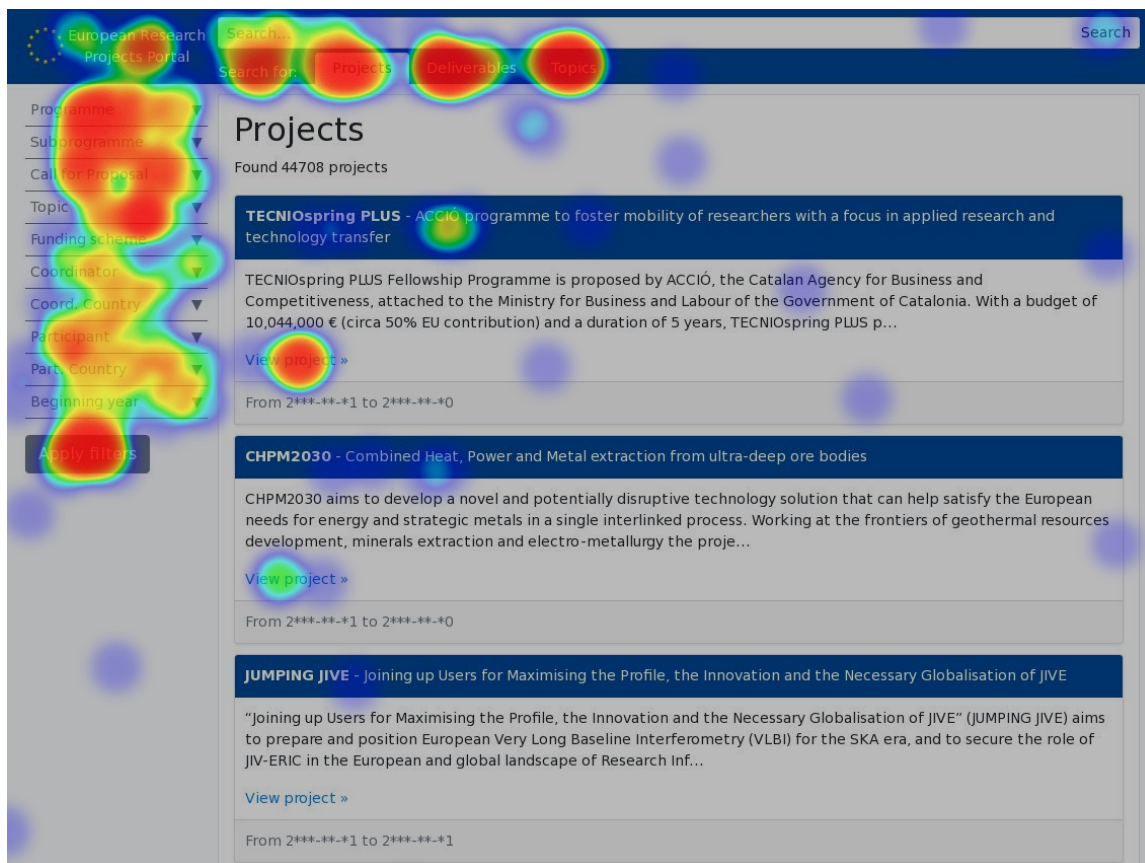 European Research
Projects Portal
Search...
Search
Search for:
Projects
Deliverables
Topics
Programme
Subprogramme
Call for Proposal
Topic
Funding scheme
Coordinator
Coord. Country
Participant
Part. Country
Beginning year
Apply filters
Projects
Found 44708 projects
TECNIOspring PLUS - ACCIÓ programme to foster mobility of researchers with a focus in applied research and
technology transfer
TECNIOspring PLUS Fellowship Programme is proposed by ACCIÓ, the Catalan Agency for Business and
Competitiveness, attached to the Ministry for Business and Labour of the Government of Catalonia. With a budget of
10,044,000 € (circa 50% EU contribution) and a duration of 5 years, TECNIOspring PLUS p...
View project »
From 2***-**-*1 to 2***-**-*0
CHPM2030 - Combined Heat, Power and Metal extraction from ultra-deep ore bodies
CHPM2030 aims to develop a novel and potentially disruptive technology solution that can help satisfy the European
needs for energy and strategic metals in a single interlinked process. Working at the frontiers of geothermal resources
development, minerals extraction and electro-metallurgy the proje...
View project »
From 2***-**-*1 to 2***-**-*0
JUMPING JIVE - Joining up Users for Maximising the Profile, the Innovation and the Necessary Globalisation of JIVE
“Joining up Users for Maximising the Profile, the Innovation and the Necessary Globalisation of JIVE” (JUMPING JIVE) aims
to prepare and position European Very Long Baseline Interferometry (VLBI) for the SKA era, and to secure the role of
JIV-ERIC in the European and global landscape of Research Inf...
View project »
From 2***-**-*1 to 2***-**-*1